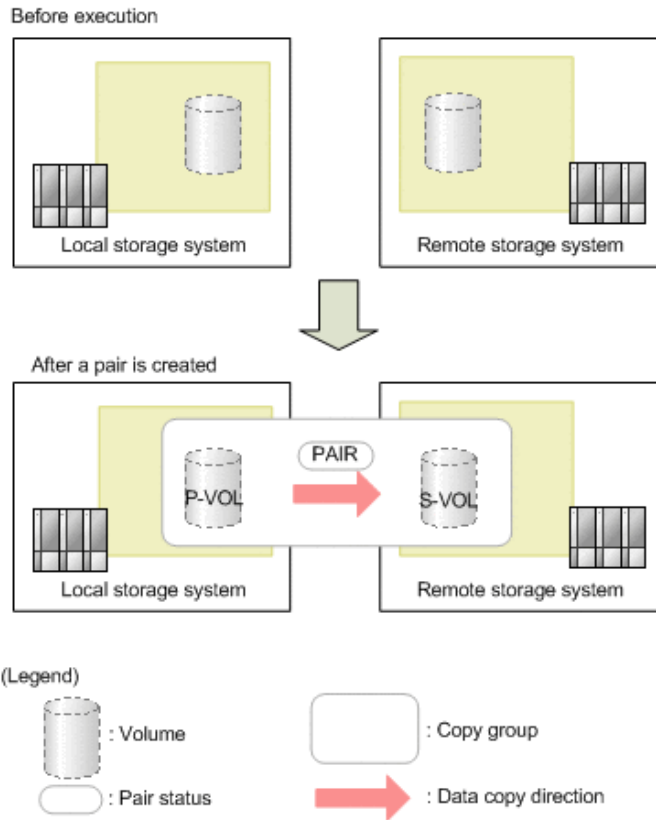 Before execution
Local storage system
Remote storage system
After a pair is created
PAIR
P-VOL
S-VOL
Local storage system
Remote storage system
(Legend)
: Volume
: Copy group
: Pair status
: Data copy direction